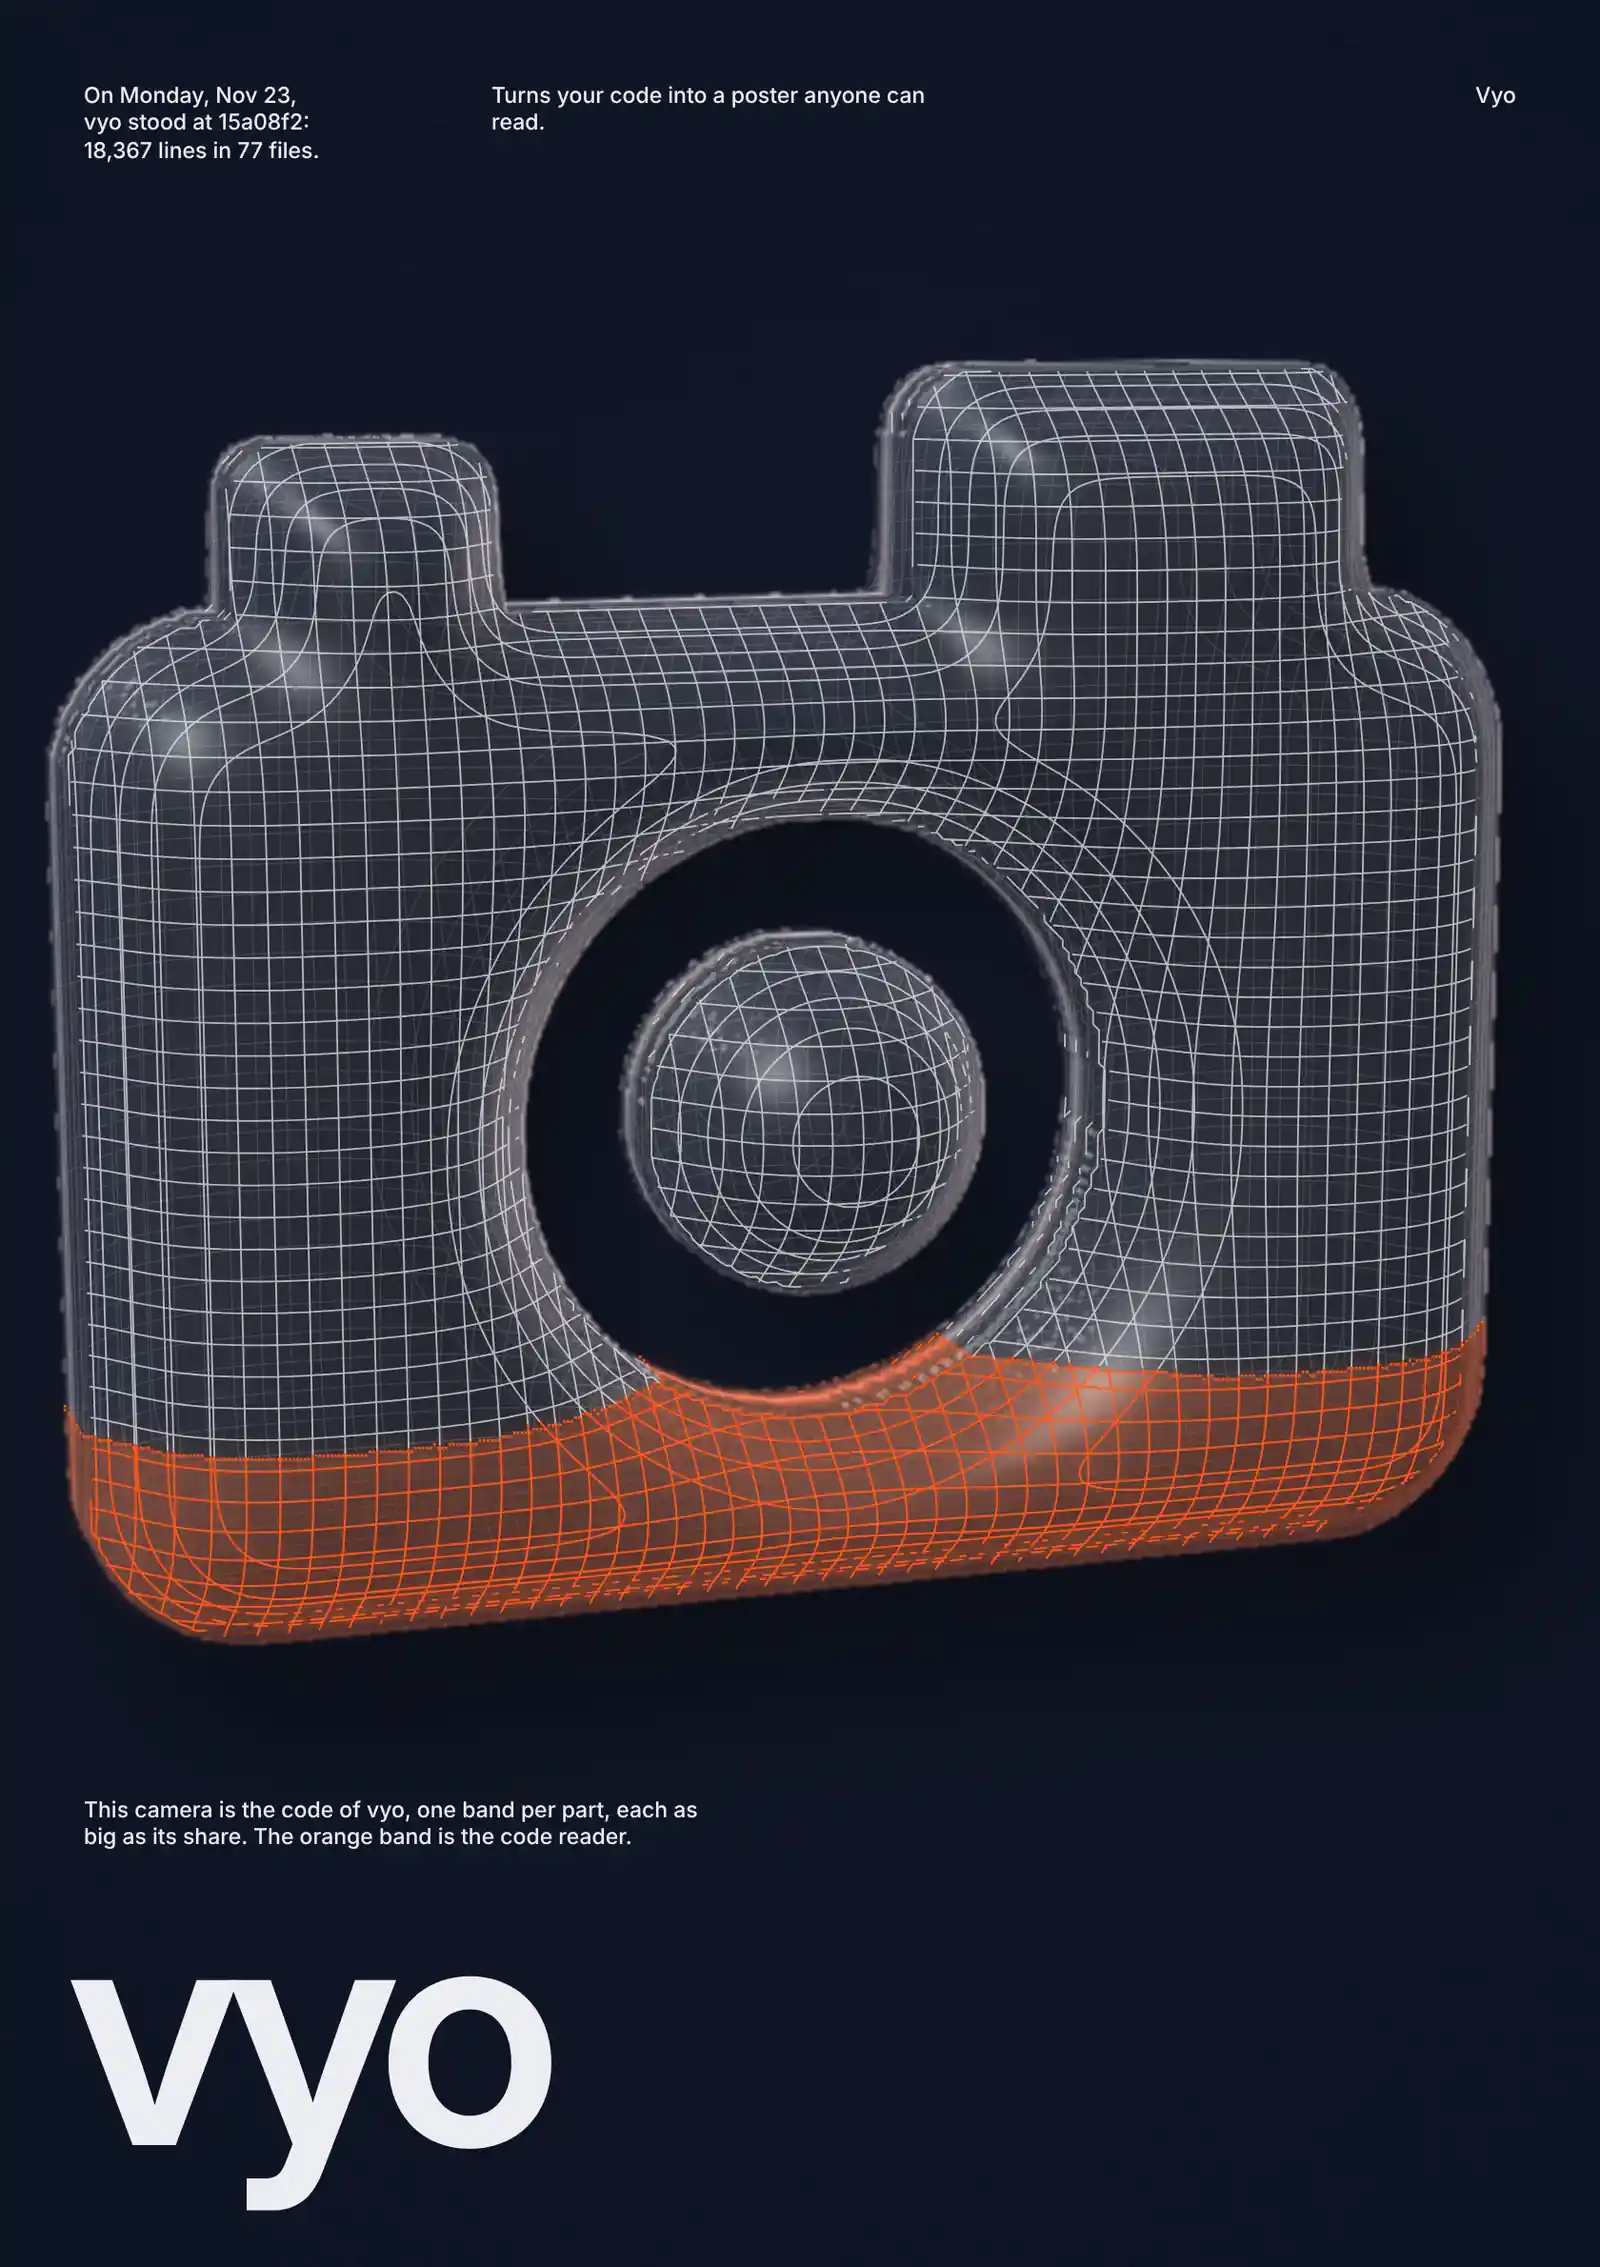 On Monday, Nov 23,
vyo stood at 15a08f2:
18,367 lines in 77 files.
Turns your code into a poster anyone can
read.
Vyo
This camera is the code of vyo, one band per part, each as
big as its share. The orange band is the code reader.
vyo